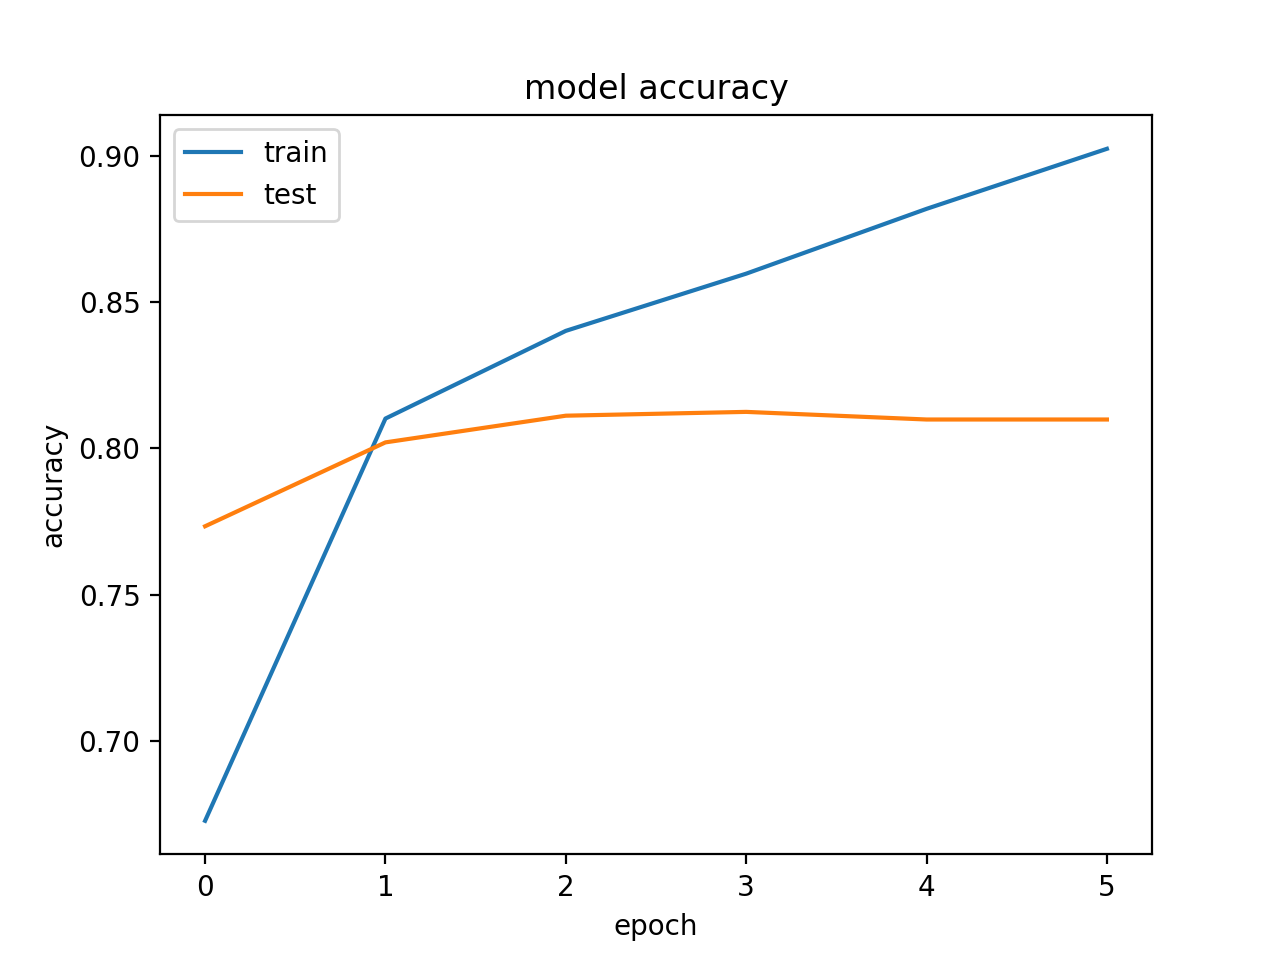 model accuracy
train
test
0.90
0.85
0.80
0.75
0.70
accuracy
0 1 2 3 4 5
epoch